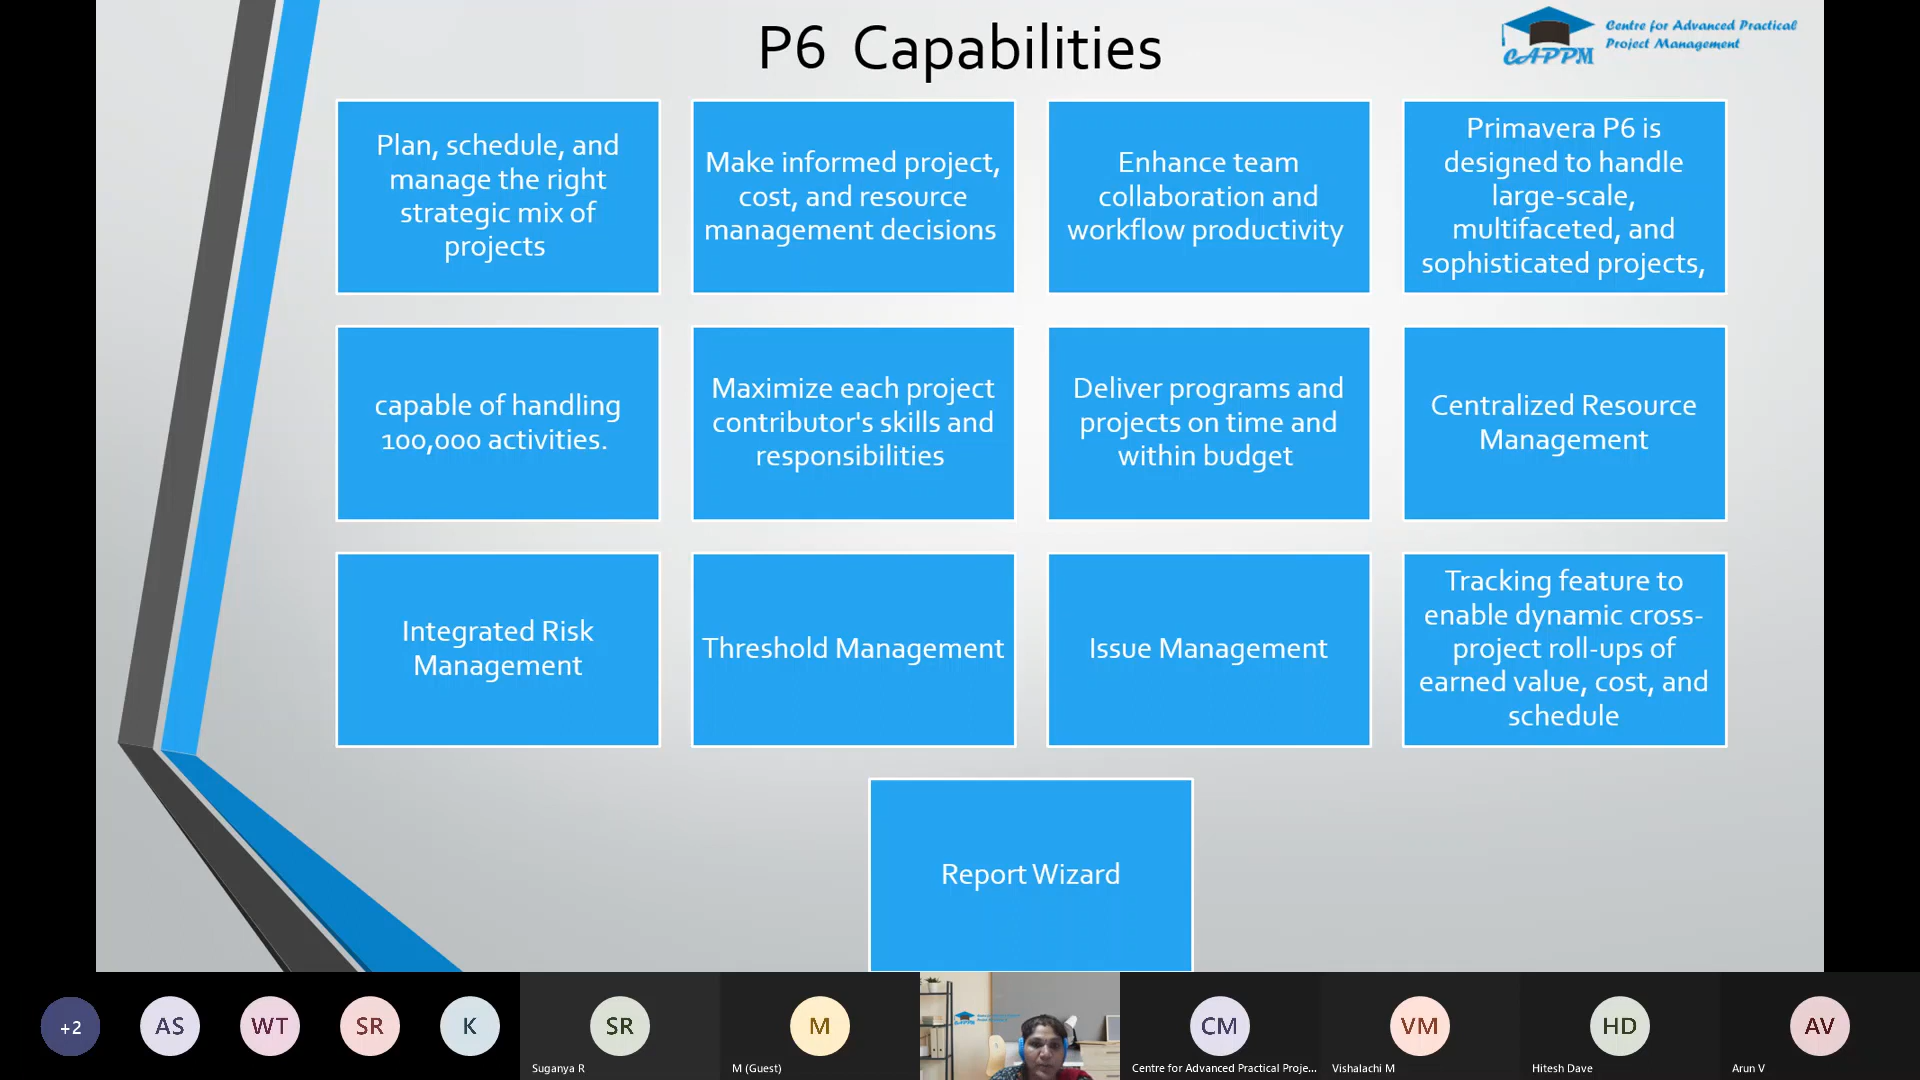 P6 Capabilities
Centre for Advanced Practical
Project Management
CAPPM
Plan, schedule, and
manage the right
strategic mix of
projects
Make informed project,
cost, and resource
management decisions
Enhance team
collaboration and
workflow productivity
Primavera P6 is
designed to handle
large-scale,
multifaceted, and
sophisticated projects,
capable of handling
100,000 activities.
Maximize each project
contributor's skills and
responsibilities
Deliver programs and
projects on time and
within budget
Centralized Resource
Management
Integrated Risk
Management
Threshold Management
Issue Management
Tracking feature to
enable dynamic cross-
project roll-ups of
earned value, cost, and
schedule
Report Wizard
+2
AS
WT
SR
K
SR
Suganya R
M
M (Guest)
CAPPM
CM
Centre for Advanced Practical Proje...
VM
Vishalachi M
HD
Hitesh Dave
AV
Arun V